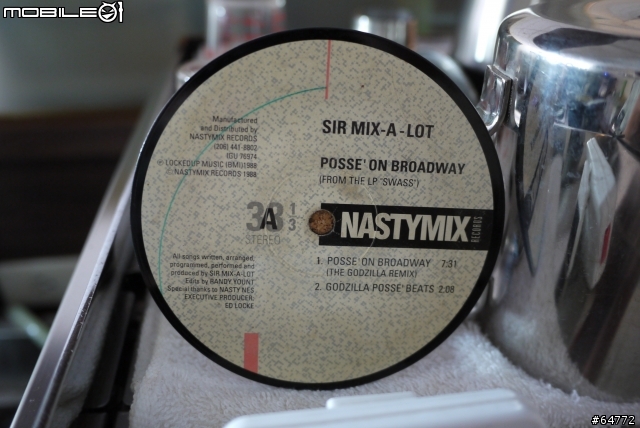 MOBILE01
Manufactured
and Distributed by
NASTYMIX RECORDS
(206) 441-8802
IGU 76974
℗ LOCKEDUP MUSIC (BMI) 1988
© NASTYMIX RECORDS 1988
SIR MIX-A-LOT
POSSE' ON BROADWAY
(FROM THE LP "SWASS")
33 1/3
A
STEREO
NASTYMIX
RECORDS
1. POSSE' ON BROADWAY 7:31
(THE GODZILLA REMIX)
2. GODZILLA POSSE' BEATS 2:08
All songs written, arranged,
programmed, performed and
produced by SIR MIX-A-LOT
Edits by RANDY YOUNT
Special thanks to NASTY NES
EXECUTIVE PRODUCER:
ED LOCKE
#64772